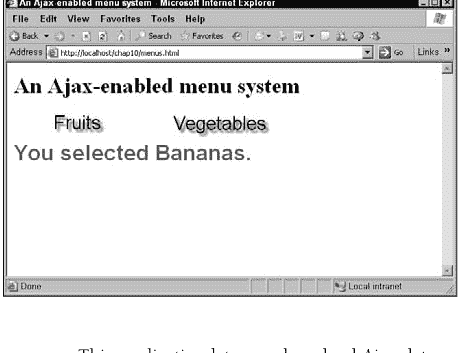 An Ajax enabled menu system - Microsoft Internet Explorer
File Edit View Favorites Tools Help
Back Search Favorites
Address http://localhost/chap10/menus.html Go Links »
An Ajax-enabled menu system
Fruits Vegetables
You selected Bananas.
Done Local intranet